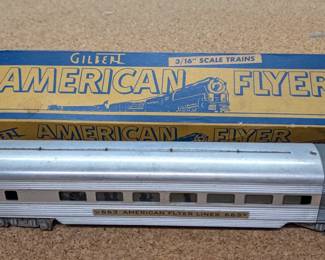 GILBERT
3/16" SCALE TRAINS
AMERICAN FLYER
AMERICAN FLYER
663 AMERICAN FLYER LINES 663